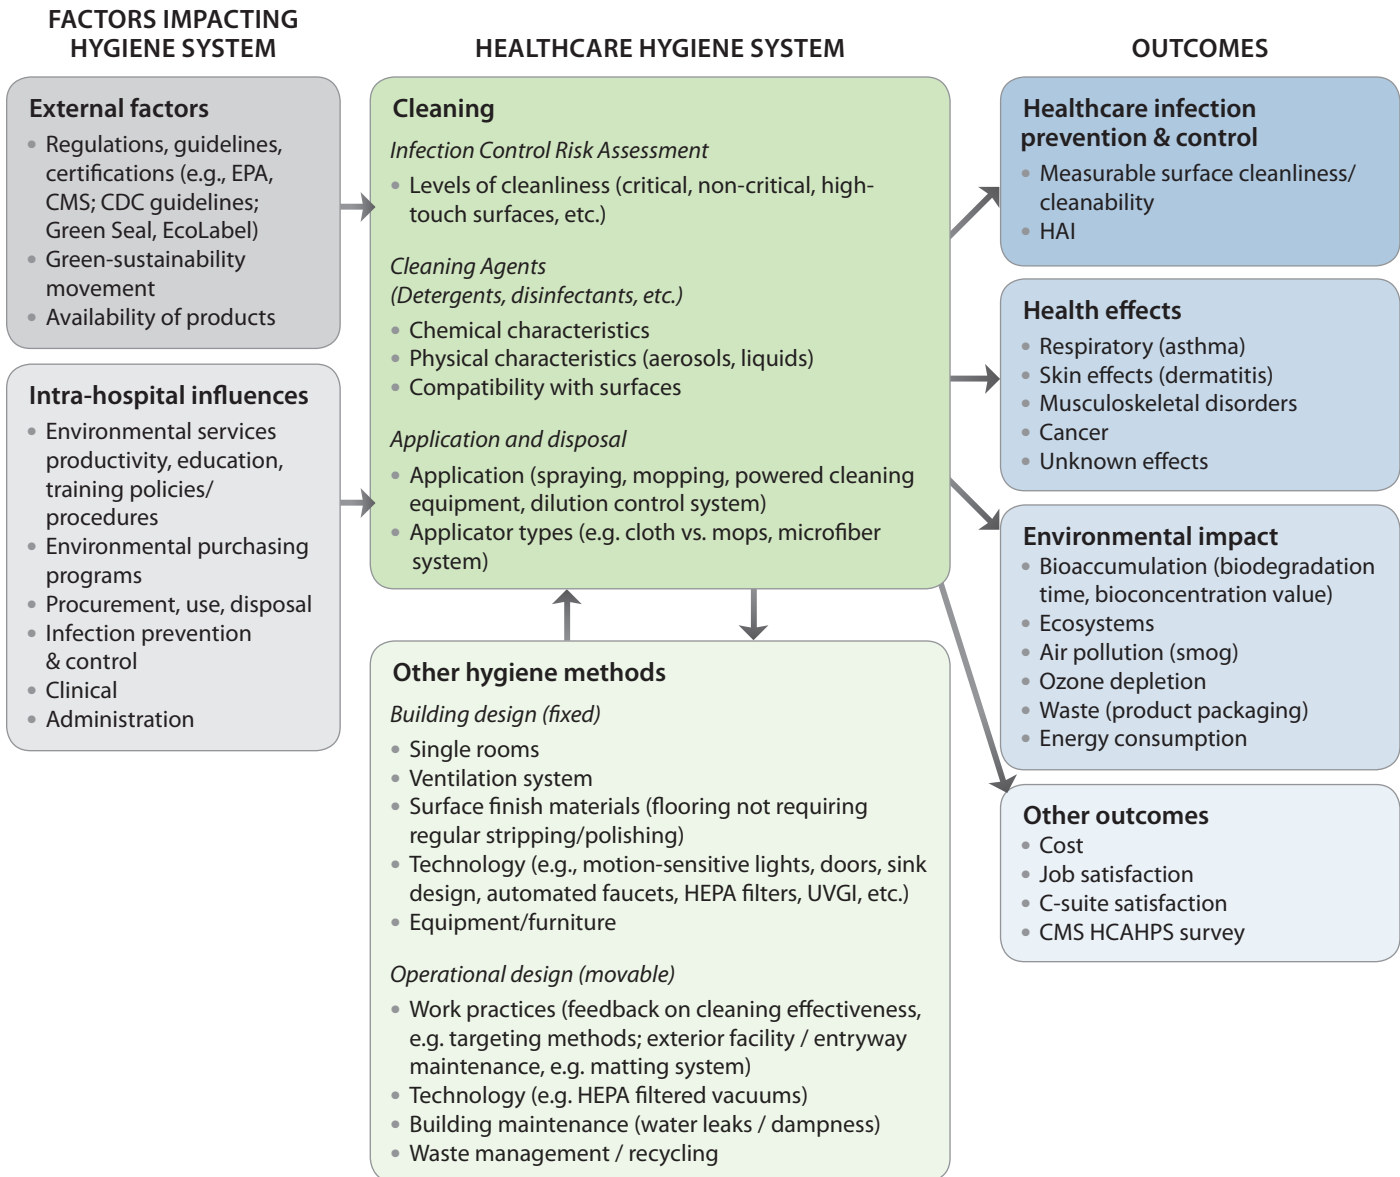 FACTORS IMPACTING
HYGIENE SYSTEM
External factors
• Regulations, guidelines,
certifications (e.g., EPA,
CMS; CDC guidelines;
Green Seal, EcoLabel)
• Green-sustainability
movement
• Availability of products
Intra-hospital influences
• Environmental services
productivity, education,
training policies/
procedures
• Environmental purchasing
programs
• Procurement, use, disposal
• Infection prevention
& control
• Clinical
• Administration
HEALTHCARE HYGIENE SYSTEM
Cleaning
Infection Control Risk Assessment
• Levels of cleanliness (critical, non-critical, high-
touch surfaces, etc.)
Cleaning Agents
(Detergents, disinfectants, etc.)
• Chemical characteristics
• Physical characteristics (aerosols, liquids)
• Compatibility with surfaces
Application and disposal
• Application (spraying, mopping, powered cleaning
equipment, dilution control system)
• Applicator types (e.g. cloth vs. mops, microfiber
system)
Other hygiene methods
Building design (fixed)
• Single rooms
• Ventilation system
• Surface finish materials (flooring not requiring
regular stripping/polishing)
• Technology (e.g., motion-sensitive lights, doors, sink
design, automated faucets, HEPA filters, UVGI, etc.)
• Equipment/furniture
Operational design (movable)
• Work practices (feedback on cleaning effectiveness,
e.g. targeting methods; exterior facility / entryway
maintenance, e.g. matting system)
• Technology (e.g. HEPA filtered vacuums)
• Building maintenance (water leaks / dampness)
• Waste management / recycling
OUTCOMES
Healthcare infection
prevention & control
• Measurable surface cleanliness/
cleanability
• HAI
Health effects
• Respiratory (asthma)
• Skin effects (dermatitis)
• Musculoskeletal disorders
• Cancer
• Unknown effects
Environmental impact
• Bioaccumulation (biodegradation
time, bioconcentration value)
• Ecosystems
• Air pollution (smog)
• Ozone depletion
• Waste (product packaging)
• Energy consumption
Other outcomes
• Cost
• Job satisfaction
• C-suite satisfaction
• CMS HCAHPS survey